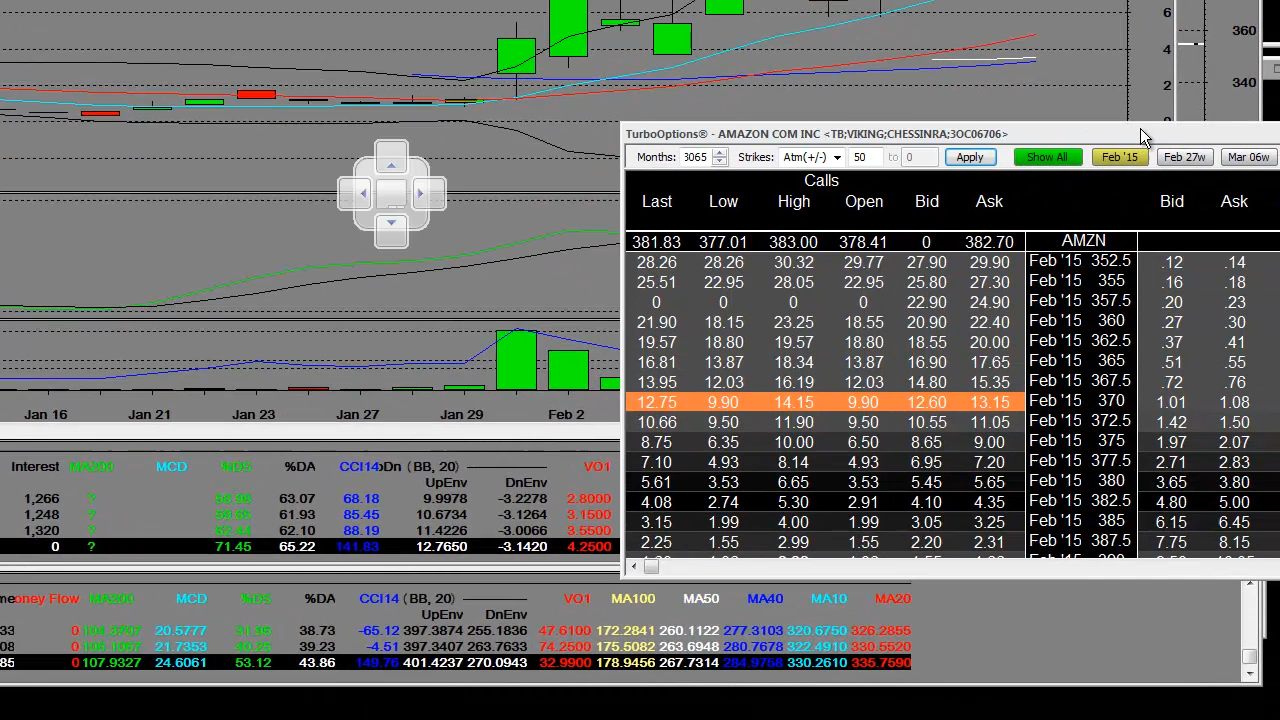 6
4
2
360
340
TurboOptions® - AMAZON COM INC <TB;VIKING;CHESSINRA;3OC06706>
Months: 3065 Strikes: Atm(+/-) 50 to 0 Apply Show All Feb '15 Feb 27w Mar 06w
Calls
Last Low High Open Bid Ask Bid Ask
381.83 377.01 383.00 378.41 0 382.70 AMZN
28.26 28.26 30.32 29.77 27.90 29.90 Feb '15 352.5 .12 .14
25.51 22.95 28.05 22.95 25.80 27.30 Feb '15 355 .16 .18
0 0 0 0 22.90 24.90 Feb '15 357.5 .20 .23
21.90 18.15 23.25 18.55 20.90 22.40 Feb '15 360 .27 .30
19.57 18.80 19.57 18.80 18.55 20.00 Feb '15 362.5 .37 .41
16.81 13.87 18.34 13.87 16.90 17.65 Feb '15 365 .51 .55
13.95 12.03 16.19 12.03 14.80 15.35 Feb '15 367.5 .72 .76
12.75 9.90 14.15 9.90 12.60 13.15 Feb '15 370 1.01 1.08
10.66 9.50 11.90 9.50 10.55 11.05 Feb '15 372.5 1.42 1.50
8.75 6.35 10.00 6.50 8.65 9.00 Feb '15 375 1.97 2.07
7.10 4.93 8.14 4.93 6.95 7.20 Feb '15 377.5 2.71 2.83
5.61 3.53 6.65 3.53 5.45 5.65 Feb '15 380 3.65 3.80
4.08 2.74 5.30 2.91 4.10 4.35 Feb '15 382.5 4.80 5.00
3.15 1.99 4.00 1.99 3.05 3.25 Feb '15 385 6.15 6.45
2.25 1.55 2.99 1.55 2.20 2.31 Feb '15 387.5 7.75 8.15
Jan 16 Jan 21 Jan 23 Jan 27 Jan 29 Feb 2
Interest MA200 MCD %DS %DA CCI14 Dn (BB, 20) VO1
UpEnv DnEnv
1,266 ? 63.07 68.18 9.9978 -3.2278 2.8000
1,248 ? 61.93 85.45 10.6734 -3.1264 3.1500
1,320 ? 62.10 88.19 11.4226 -3.0066 3.5500
0 ? 71.45 65.22 141.83 12.7650 -3.1420 4.2500
oney Flow MA200 MCD %DS %DA CCI14 (BB, 20) VO1 MA100 MA50 MA40 MA10 MA20
UpEnv DnEnv
33 0 20.5777 38.73 -65.12 397.3874 255.1836 47.6100 172.2841 260.1122 277.3103 320.6750 326.2855
08 0 21.7353 39.23 -4.51 397.3407 263.7633 74.2500 175.5082 263.6948 280.7678 322.4910 330.5520
85 0 107.9327 24.6061 53.12 43.86 149.76 401.4237 270.0943 32.9900 178.9456 267.7314 284.9758 330.2610 335.7590